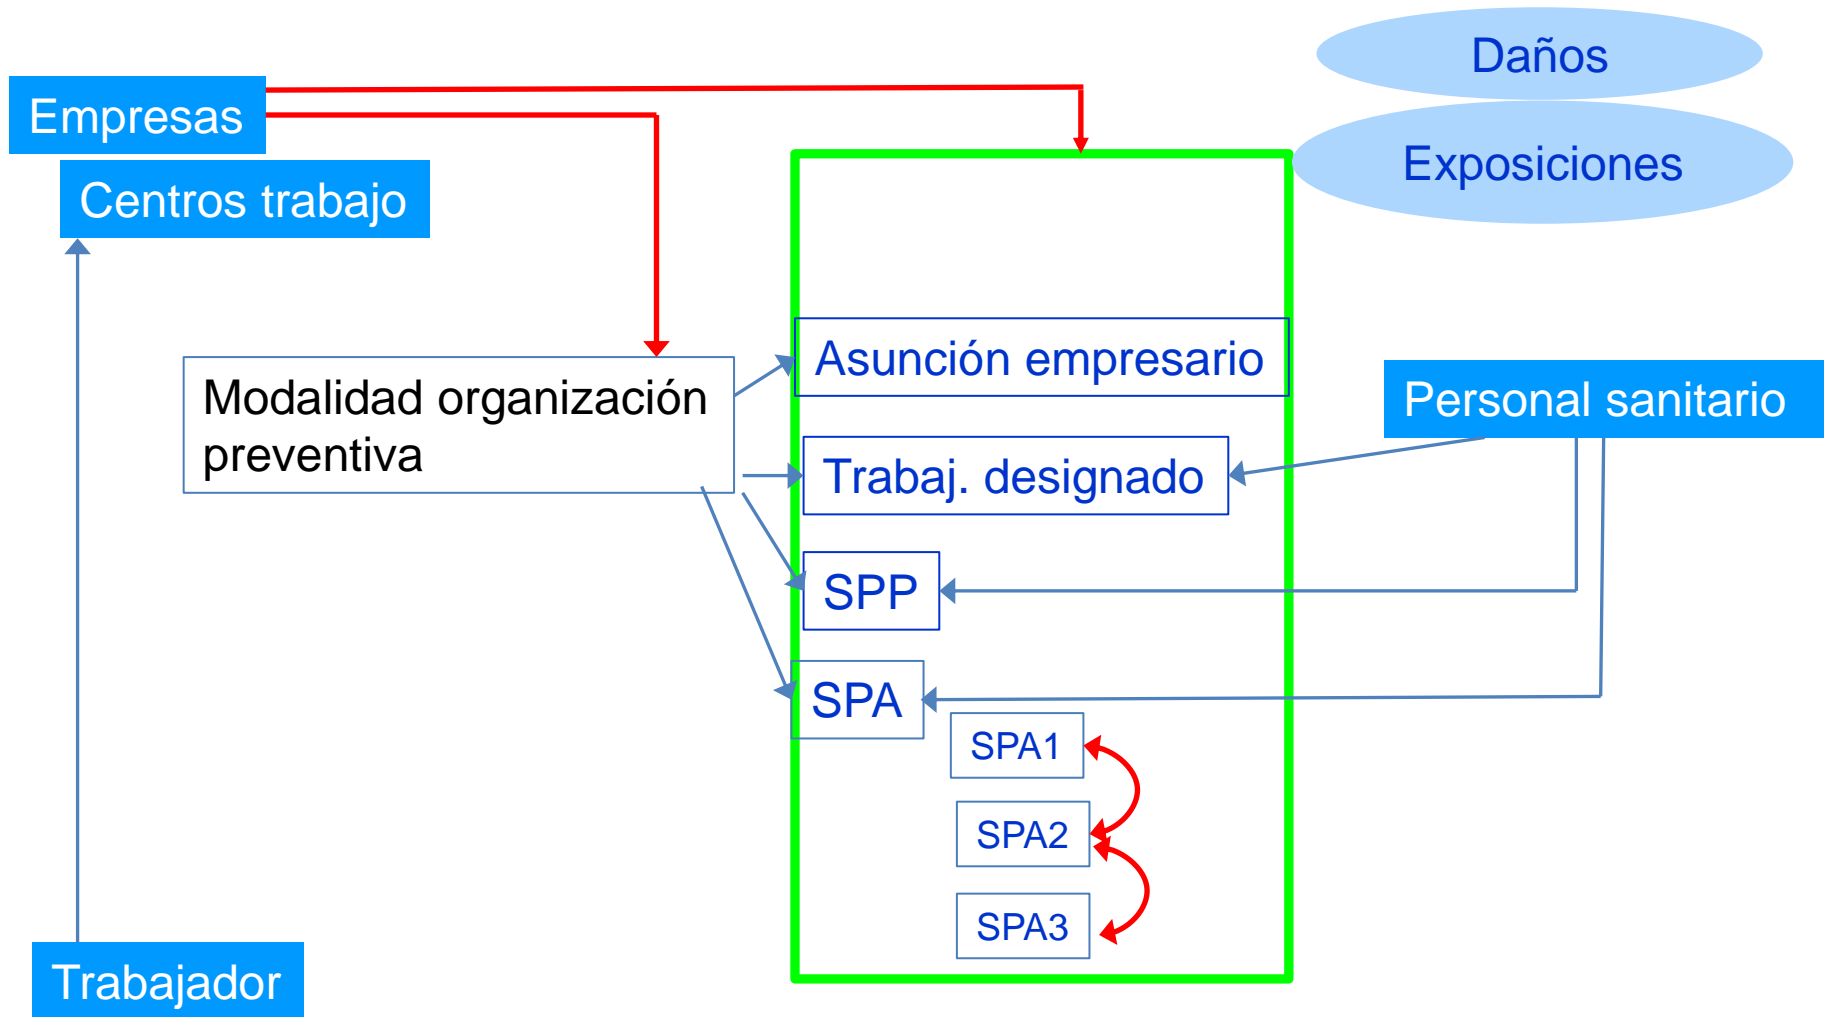 Daños
Empresas
Exposiciones
Centros trabajo
Asunción empresario
Modalidad organización
preventiva
Personal sanitario
Trabaj. designado
SPP
SPA
SPA1
SPA2
SPA3
Trabajador